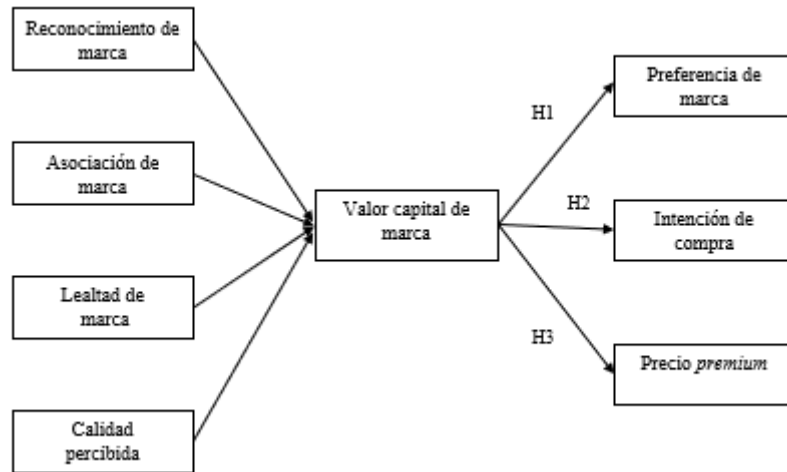 Reconocimiento de
marca
Asociación de
marca
Lealtad de
marca
Calidad
percibida
Valor capital de
marca
H1
H2
H3
Preferencia de
marca
Intención de
compra
Precio premium